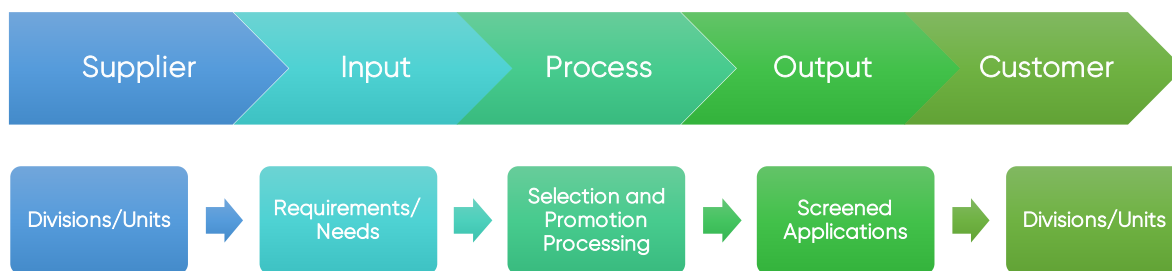 Supplier
Input
Process
Output
Customer
Divisions/Units
Requirements/
Needs
Selection and
Promotion
Processing
Screened
Applications
Divisions/Units